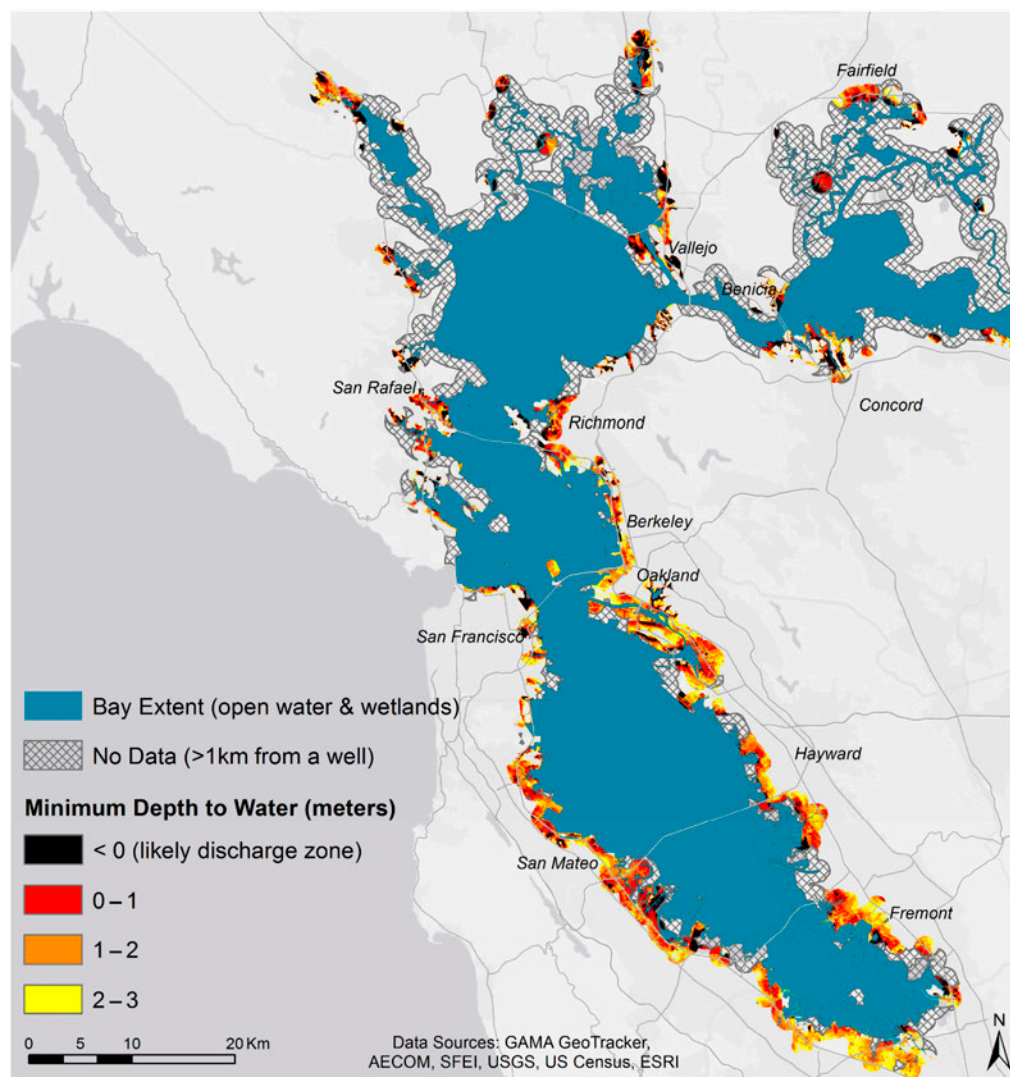 Fairfield
Vallejo
Benicia
San Rafael
Concord
Richmond
Berkeley
Oakland
San Francisco
Bay Extent (open water & wetlands)
No Data (>1km from a well)
Hayward
Minimum Depth to Water (meters)
< 0 (likely discharge zone)
San Mateo
0 – 1
1 – 2
Fremont
2 – 3
N
0 5 10 20 Km
Data Sources: GAMA GeoTracker,
AECOM, SFEI, USGS, US Census, ESRI